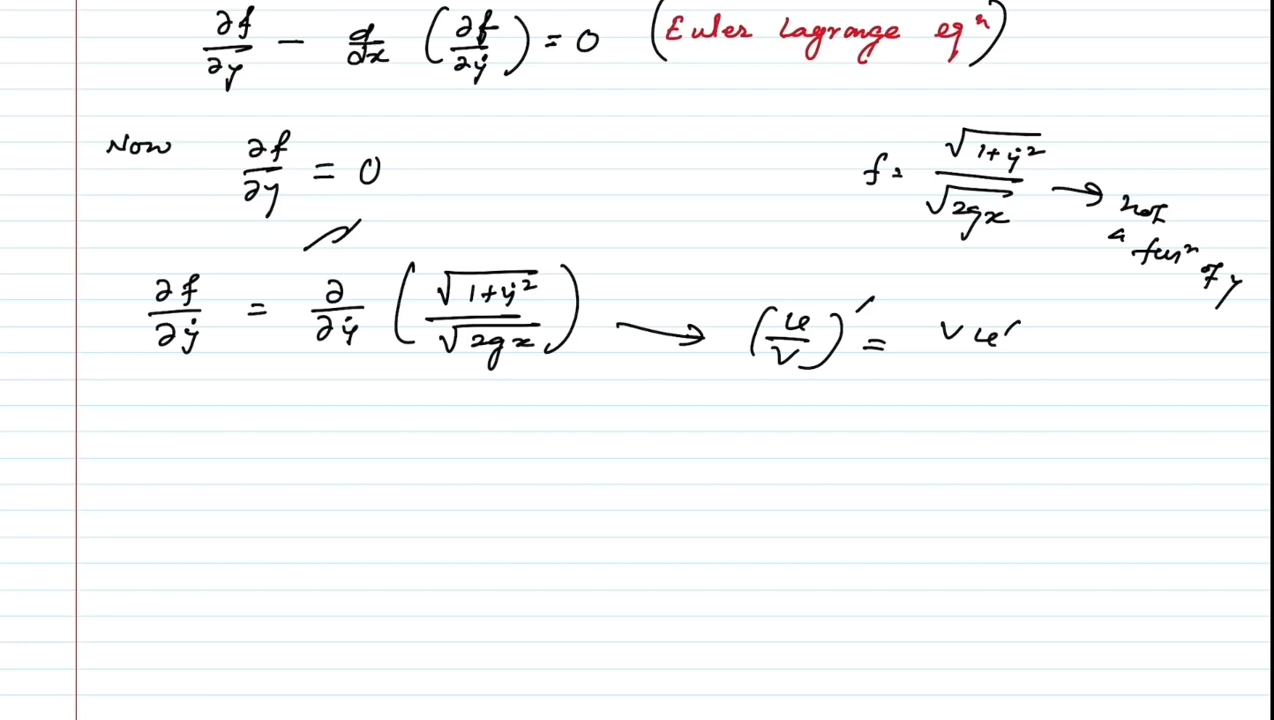 ∂f/∂y − d/dx (∂f/∂ẏ) = 0 (Euler Lagrange eqⁿ)
Now ∂f/∂y = 0
f = √(1+ẏ²)/√(2gx) → not a funⁿ of y
∂f/∂ẏ = ∂/∂ẏ (√(1+ẏ²)/√(2gx)) → (u/v)′ = vu′